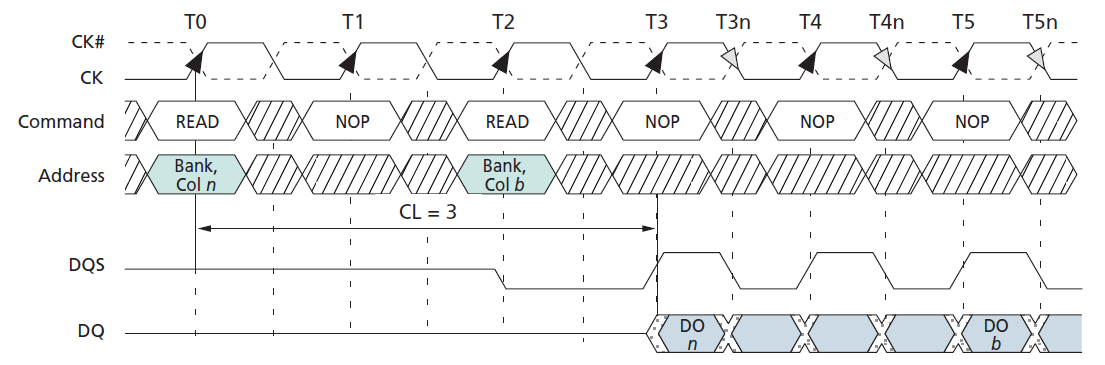 T0 T1 T2 T3 T3n T4 T4n T5 T5n
CK#
CK
Command READ NOP READ NOP NOP NOP
Address Bank, Col n Bank, Col b
CL = 3
DQS
DQ DO n DO b